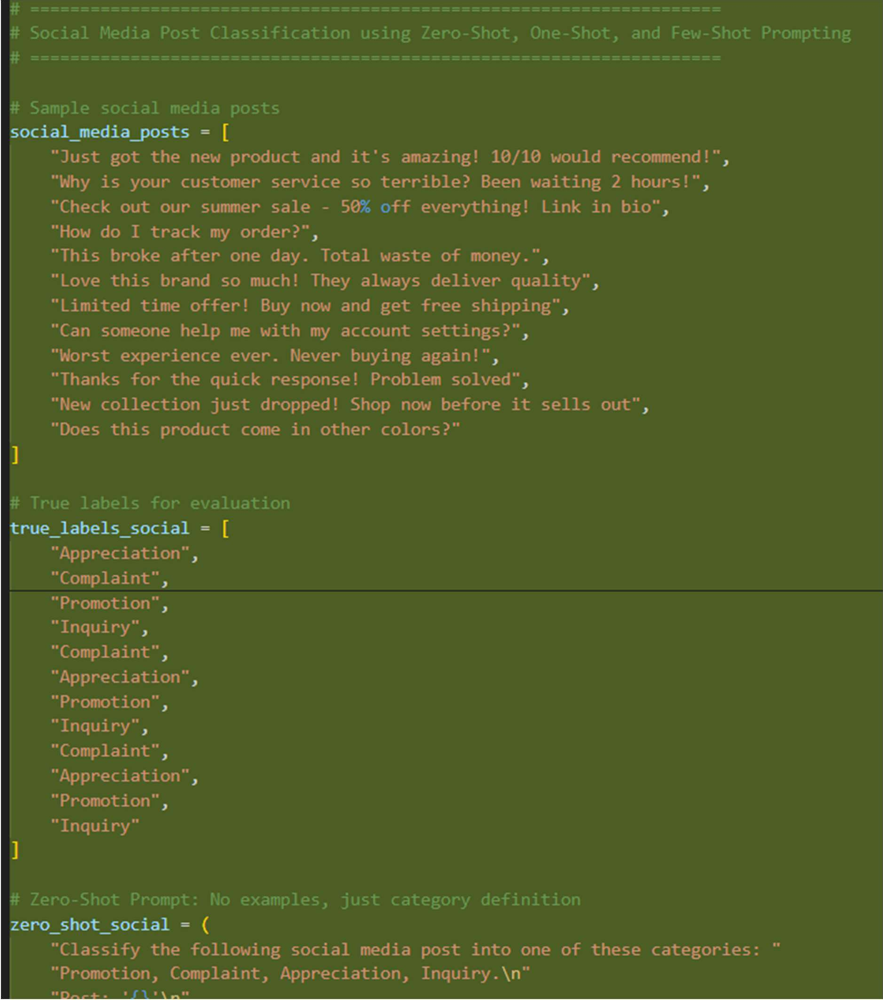 # =====================================================================
# Social Media Post Classification using Zero-Shot, One-Shot, and Few-Shot Prompting
# =====================================================================
# Sample social media posts
social_media_posts = [
    "Just got the new product and it's amazing! 10/10 would recommend!",
    "Why is your customer service so terrible? Been waiting 2 hours!",
    "Check out our summer sale - 50% off everything! Link in bio",
    "How do I track my order?",
    "This broke after one day. Total waste of money.",
    "Love this brand so much! They always deliver quality",
    "Limited time offer! Buy now and get free shipping",
    "Can someone help me with my account settings?",
    "Worst experience ever. Never buying again!",
    "Thanks for the quick response! Problem solved",
    "New collection just dropped! Shop now before it sells out",
    "Does this product come in other colors?"
]
# True labels for evaluation
true_labels_social = [
    "Appreciation",
    "Complaint",
    "Promotion",
    "Inquiry",
    "Complaint",
    "Appreciation",
    "Promotion",
    "Inquiry",
    "Complaint",
    "Appreciation",
    "Promotion",
    "Inquiry"
]
# Zero-Shot Prompt: No examples, just category definition
zero_shot_social = (
    "Classify the following social media post into one of these categories: "
    "Promotion, Complaint, Appreciation, Inquiry.\n"
    "Post: '{}'\n"